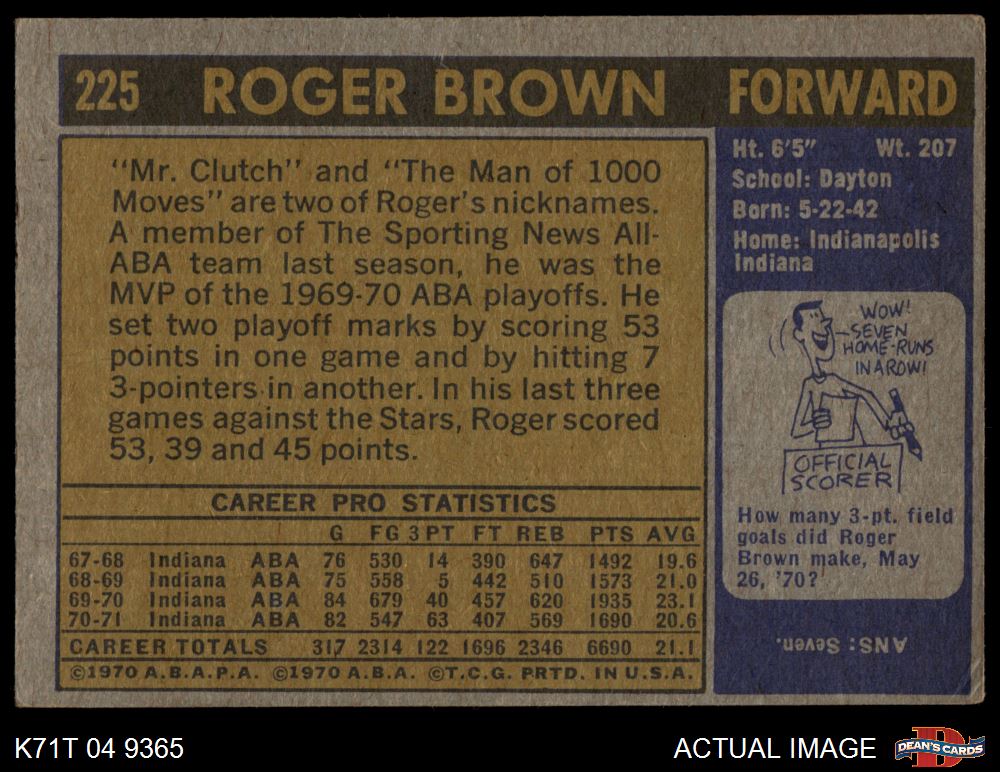 225 ROGER BROWN FORWARD
"Mr. Clutch" and "The Man of 1000
Moves" are two of Roger's nicknames.
A member of The Sporting News All-
ABA team last season, he was the
MVP of the 1969-70 ABA playoffs. He
set two playoff marks by scoring 53
points in one game and by hitting 7
3-pointers in another. In his last three
games against the Stars, Roger scored
53, 39 and 45 points.
CAREER PRO STATISTICS
G FG 3 PT FT REB PTS AVG
67-68 Indiana ABA 76 530 14 390 647 1492 19.6
68-69 Indiana ABA 75 558 5 442 510 1573 21.0
69-70 Indiana ABA 84 679 40 457 620 1935 23.1
70-71 Indiana ABA 82 547 63 407 569 1690 20.6
CAREER TOTALS 317 2314 122 1696 2346 6690 21.1
©1970 A.B.A.P.A. ©1970 A.B.A. ©T.C.G. PRTD. IN U.S.A.
Ht. 6'5" Wt. 207
School: Dayton
Born: 5-22-42
Home: Indianapolis
Indiana
WOW!
SEVEN
HOME-RUNS
IN A ROW!
OFFICIAL
SCORER
How many 3-pt. field
goals did Roger
Brown make, May
26, '70?
ANS: Seven.
K71T 04 9365
ACTUAL IMAGE
D
DEAN'S CARDS